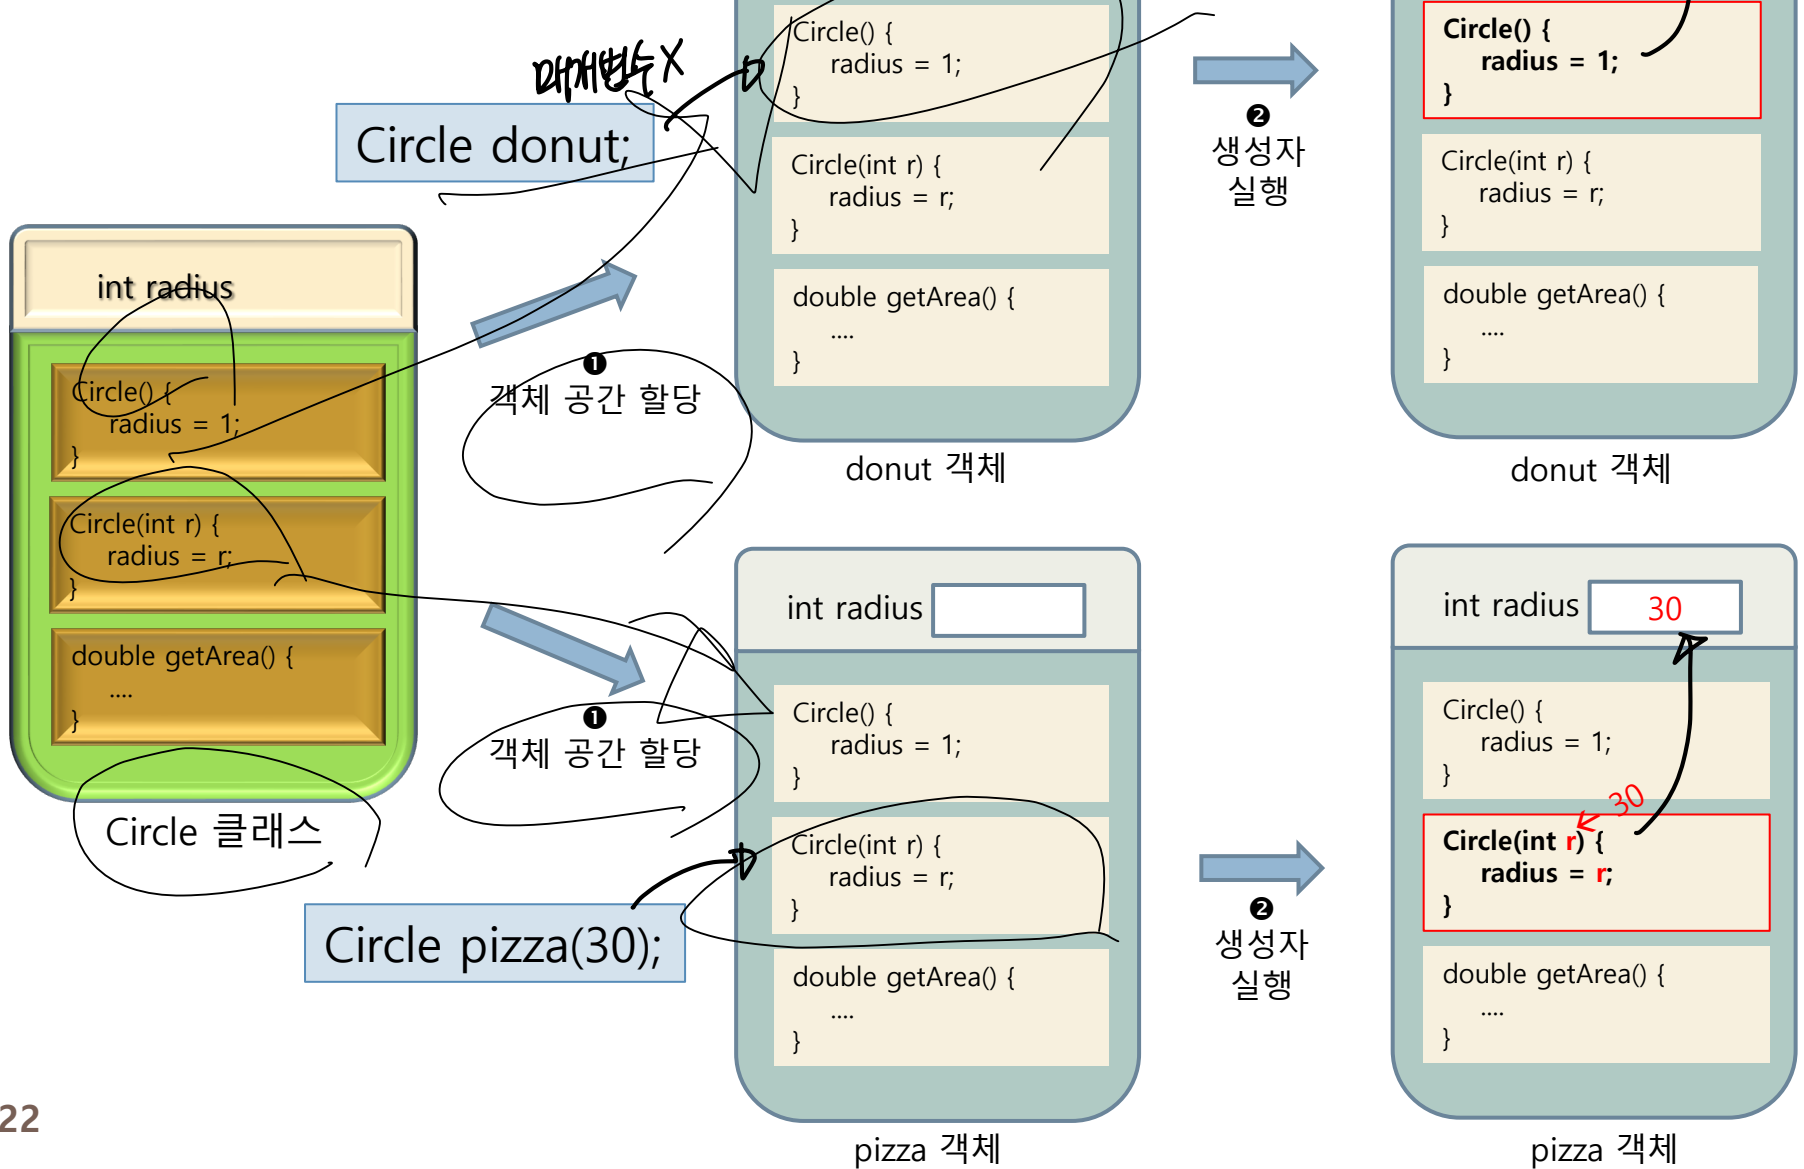 Circle() {
radius = 1;
}
Circle(int r) {
radius = r;
}
double getArea() {
....
}
donut 객체
❷
생성자
실행
Circle() {
radius = 1;
}
Circle(int r) {
radius = r;
}
double getArea() {
....
}
donut 객체
매개변수 X
Circle donut;
int radius
Circle() {
radius = 1;
}
Circle(int r) {
radius = r;
}
double getArea() {
....
}
Circle 클래스
❶
객체 공간 할당
❶
객체 공간 할당
Circle pizza(30);
int radius
Circle() {
radius = 1;
}
Circle(int r) {
radius = r;
}
double getArea() {
....
}
pizza 객체
❷
생성자
실행
int radius 30
Circle() {
radius = 1;
}
30
Circle(int r) {
radius = r;
}
double getArea() {
....
}
pizza 객체
22